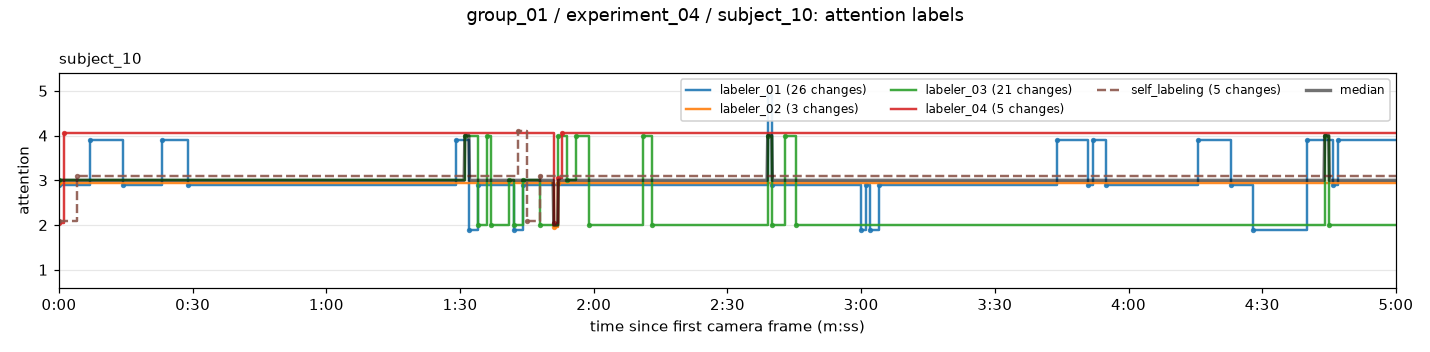 group_01 / experiment_04 / subject_10: attention labels
subject_10
labeler_01 (26 changes)
labeler_02 (3 changes)
labeler_03 (21 changes)
labeler_04 (5 changes)
self_labeling (5 changes)
median
attention
5
4
3
2
1
0:00
0:30
1:00
1:30
2:00
2:30
3:00
3:30
4:00
4:30
5:00
time since first camera frame (m:ss)